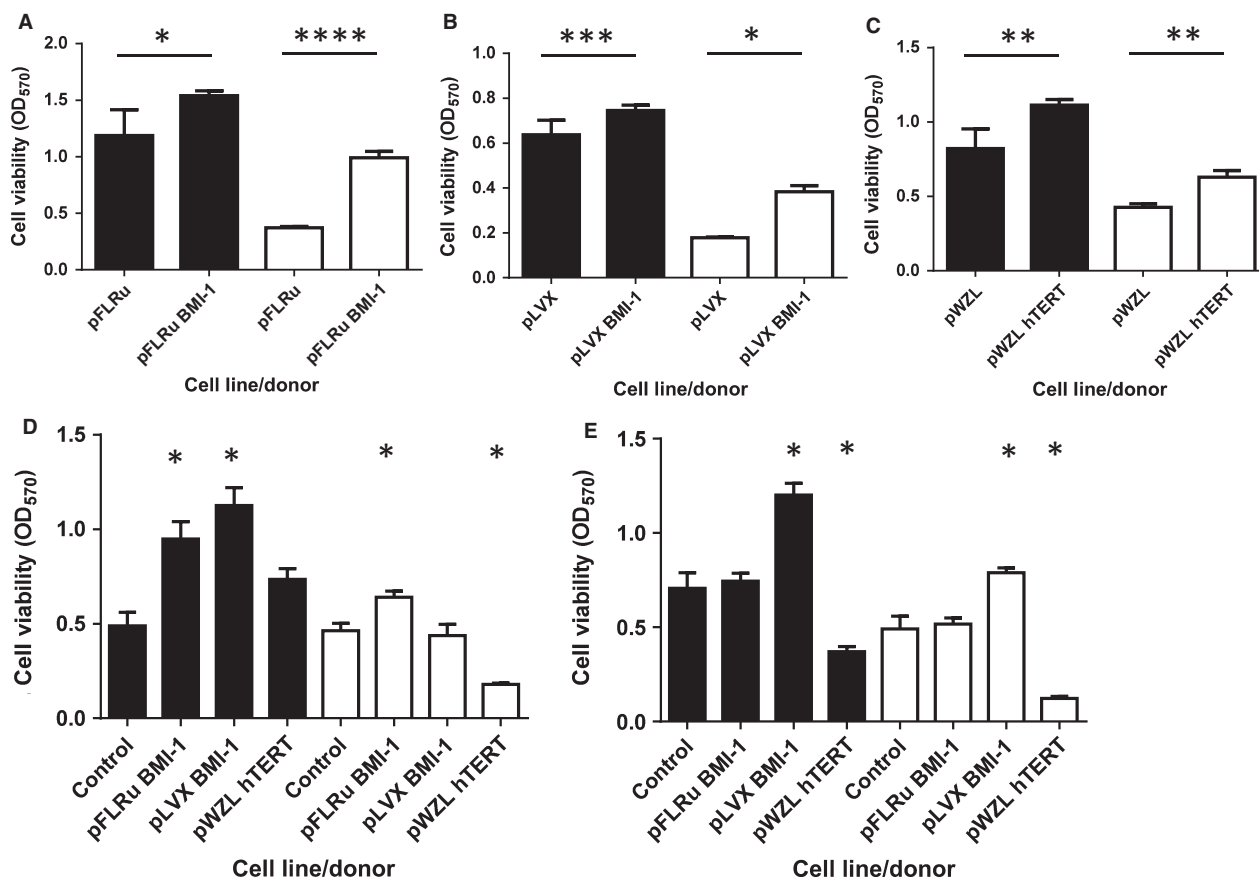 A
*
****
2.0
1.5
1.0
0.5
0.0
Cell viability (OD570)
pFLRu
pFLRu BMI-1
pFLRu
pFLRu BMI-1
Cell line/donor
B
***
*
1.0
0.8
0.6
0.4
0.2
0.0
Cell viability (OD570)
pLVX
pLVX BMI-1
pLVX
pLVX BMI-1
Cell line/donor
C
**
**
1.5
1.0
0.5
0.0
Cell viability (OD570)
pWZL
pWZL hTERT
pWZL
pWZL hTERT
Cell line/donor
D
*
*
*
*
1.5
1.0
0.5
0.0
Cell viability (OD570)
Control
pFLRu BMI-1
pLVX BMI-1
pWZL hTERT
Control
pFLRu BMI-1
pLVX BMI-1
pWZL hTERT
Cell line/donor
E
*
*
*
*
1.5
1.0
0.5
0.0
Cell viability (OD570)
Control
pFLRu BMI-1
pLVX BMI-1
pWZL hTERT
Control
pFLRu BMI-1
pLVX BMI-1
pWZL hTERT
Cell line/donor